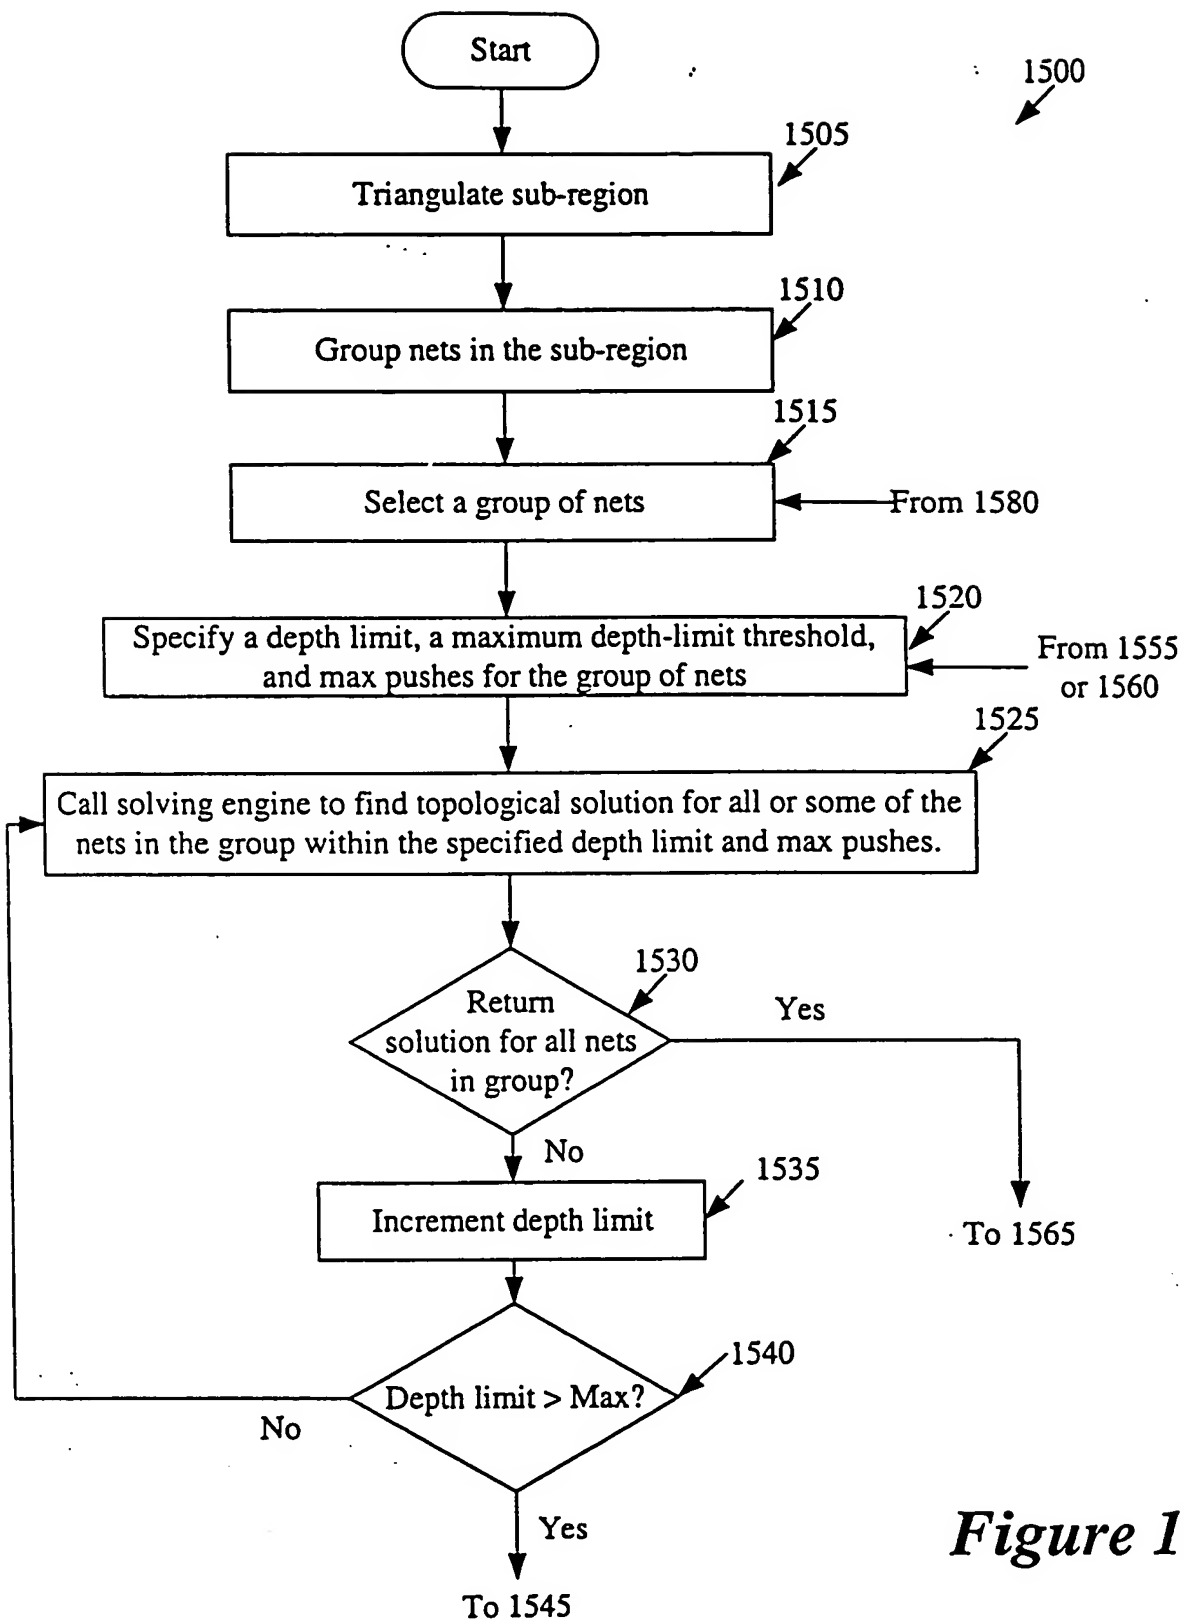 Start
1500
1505
Triangulate sub-region
1510
Group nets in the sub-region
1515
Select a group of nets
From 1580
1520
Specify a depth limit, a maximum depth-limit threshold,
and max pushes for the group of nets
From 1555
or 1560
1525
Call solving engine to find topological solution for all or some of the
nets in the group within the specified depth limit and max pushes.
1530
Return
solution for all nets
in group?
Yes
No
1535
Increment depth limit
To 1565
1540
Depth limit > Max?
No
Yes
To 1545
Figure 1